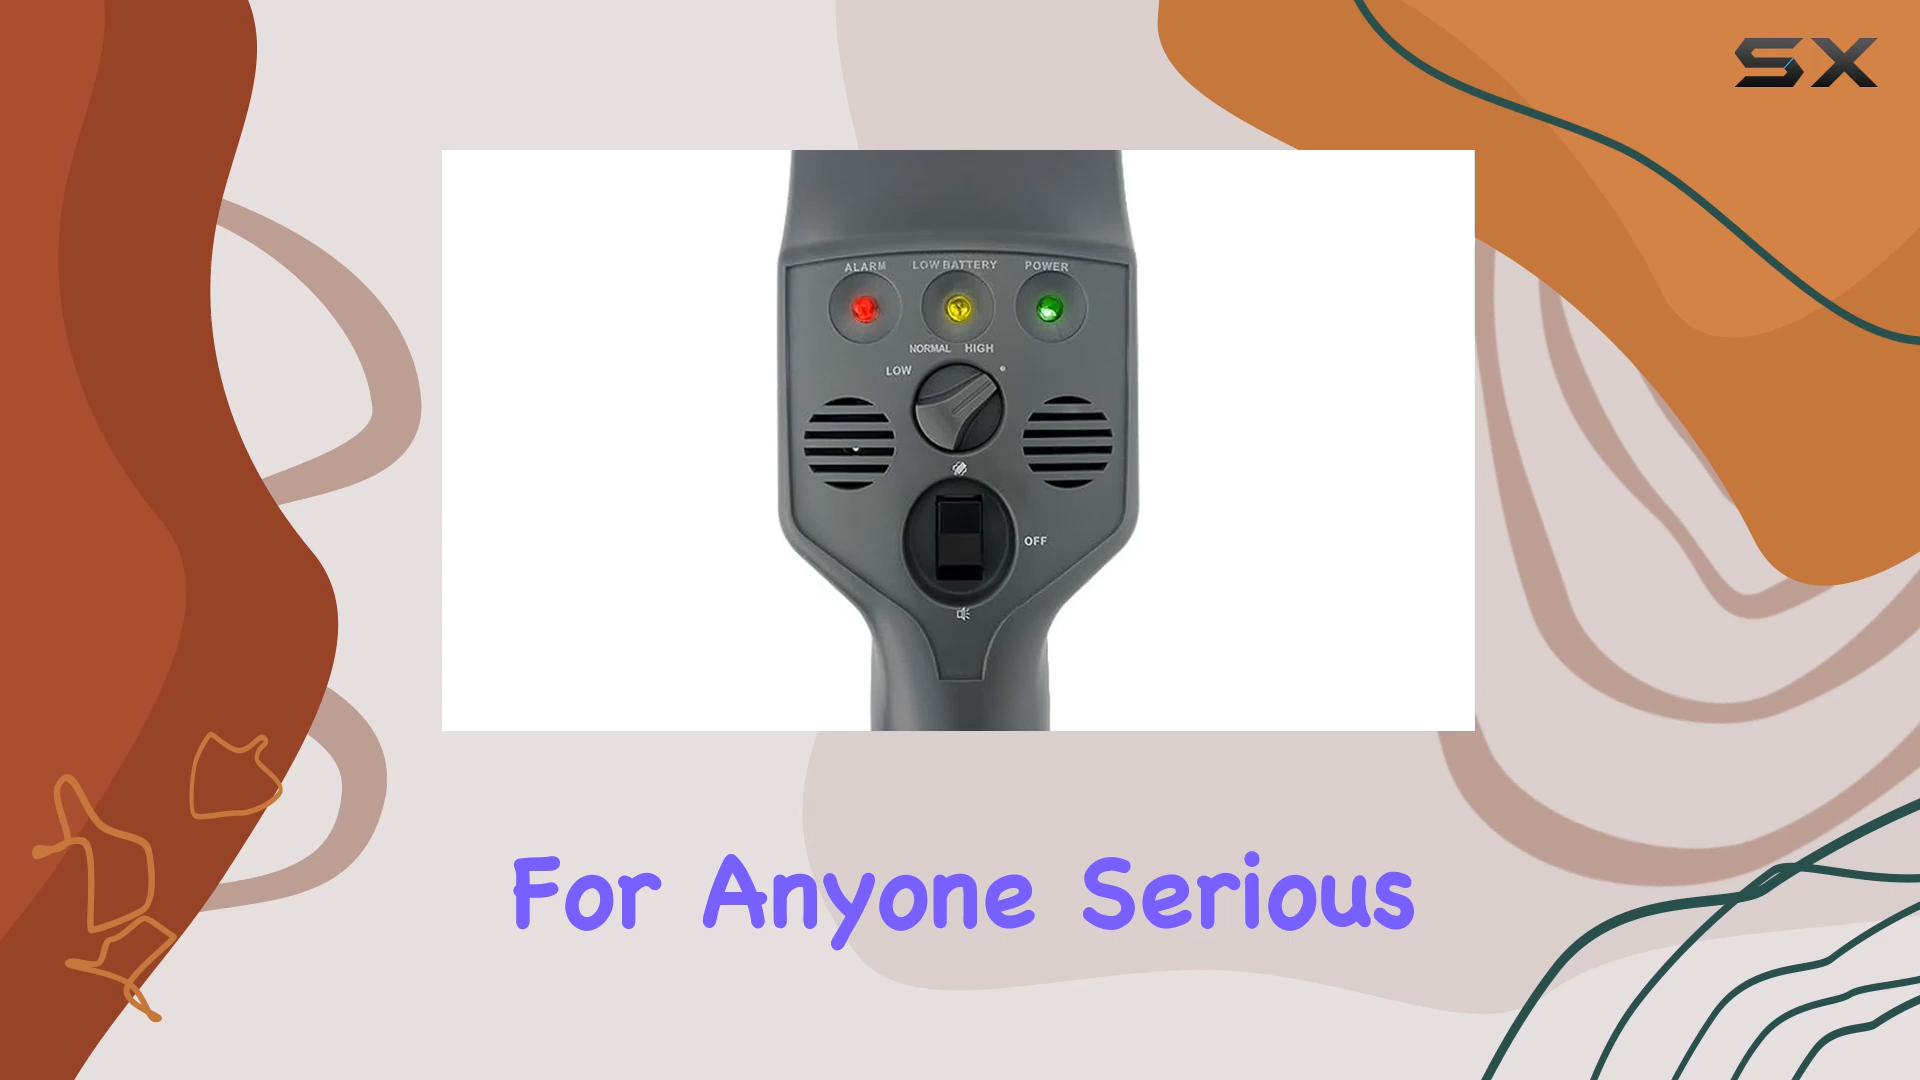 SX
ALARM LOW BATTERY POWER
NORMAL HIGH
LOW
OFF
For Anyone Serious